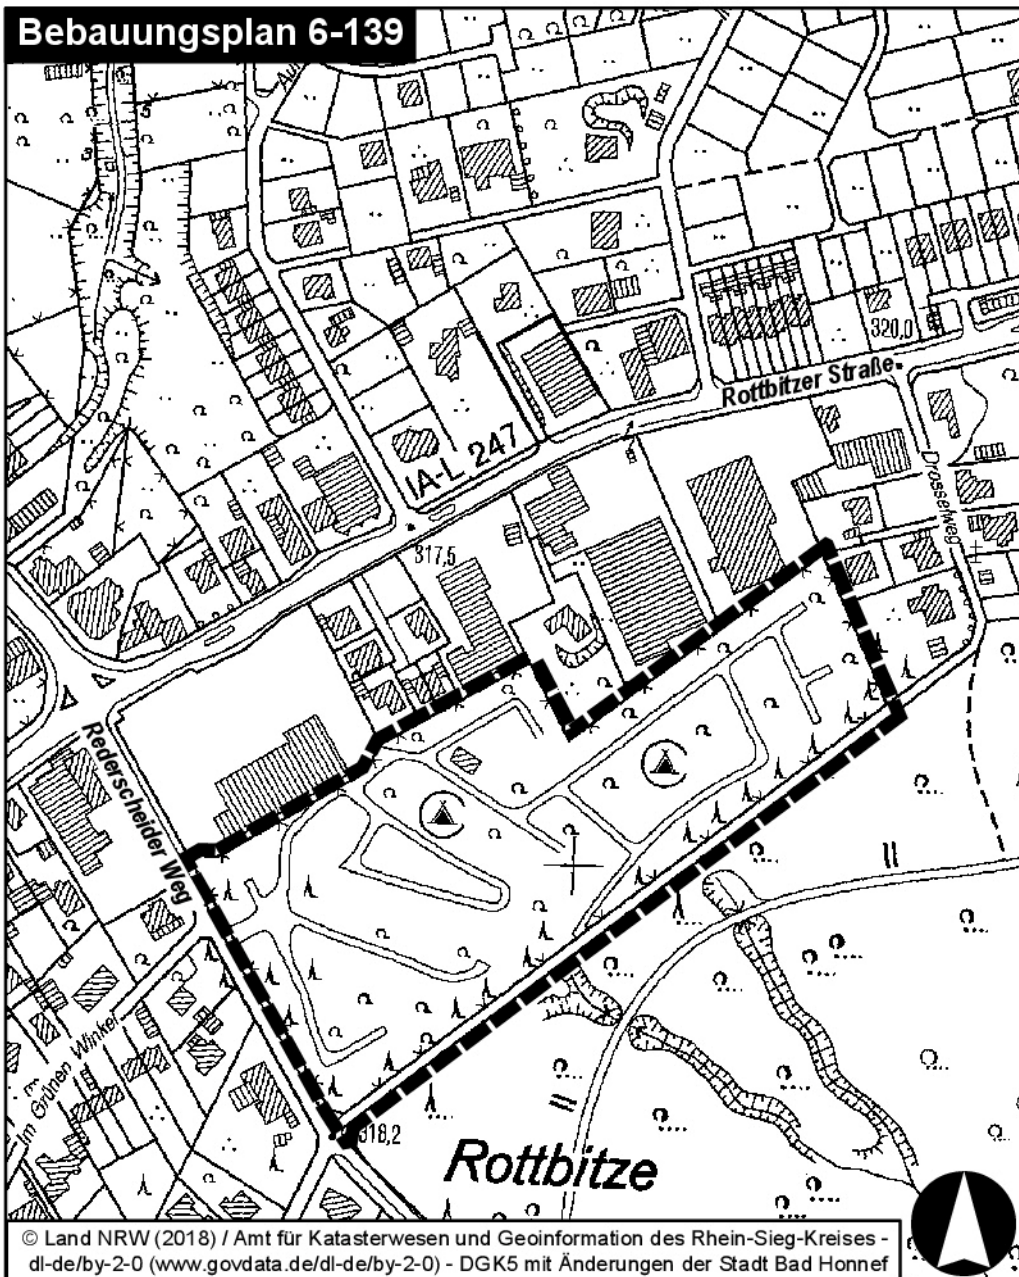 Bebauungsplan 6-139
320,0
Rottbitzer Straße
IA-L 247
Drosselweg
317,5
Rederscheider Weg
Im Grünen Winkel
318,2
Rottbitze
© Land NRW (2018) / Amt für Katasterwesen und Geoinformation des Rhein-Sieg-Kreises -
dl-de/by-2-0 (www.govdata.de/dl-de/by-2-0) - DGK5 mit Änderungen der Stadt Bad Honnef